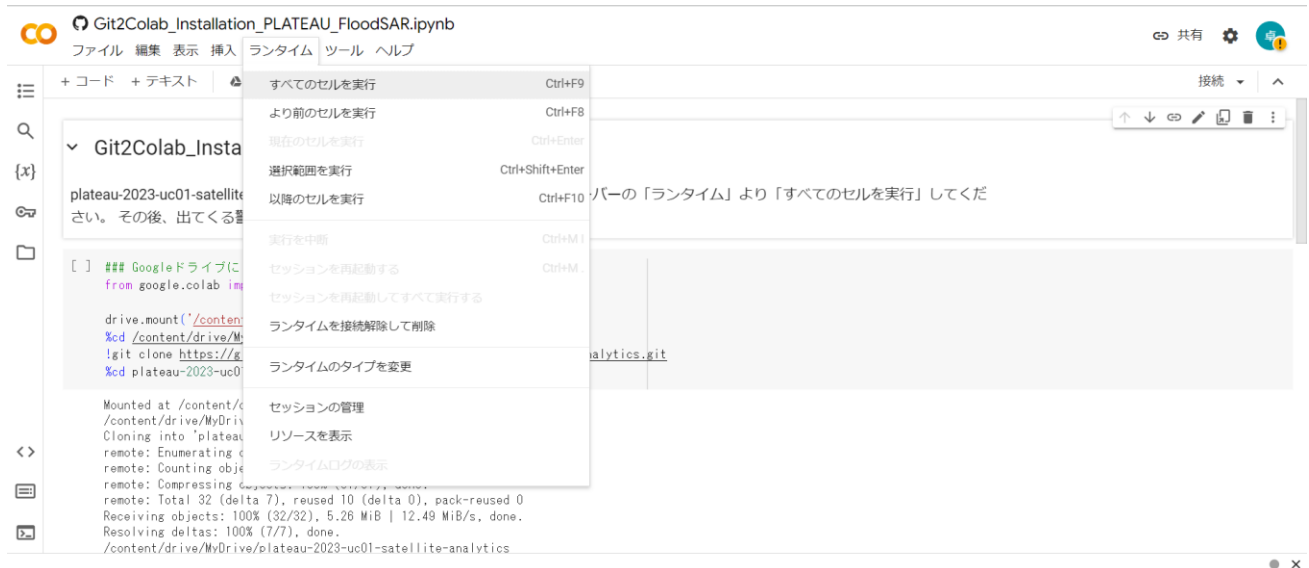 Git2Colab_Installation_PLATEAU_FloodSAR.ipynb
ファイル 編集 表示 挿入 ランタイム ツール ヘルプ
共有
卓
+ コード + テキスト
接続
すべてのセルを実行 Ctrl+F9
より前のセルを実行 Ctrl+F8
現在のセルを実行 Ctrl+Enter
選択範囲を実行 Ctrl+Shift+Enter
以降のセルを実行 Ctrl+F10
実行を中断 Ctrl+M I
セッションを再起動する Ctrl+M .
セッションを再起動してすべて実行する
ランタイムを接続解除して削除
ランタイムのタイプを変更
セッションの管理
リソースを表示
ランタイムログの表示
Git2Colab_Insta
plateau-2023-uc01-satellite バーの「ランタイム」より「すべてのセルを実行」してくだ
さい。 その後、出てくる
[ ] ### Googleドライブに
from google.colab im
drive.mount('/conten
%cd /content/drive/M
!git clone https://g alytics.git
%cd plateau-2023-uc0
Mounted at /content/
/content/drive/MyDriv
Cloning into 'plateau
remote: Enumerating
remote: Counting obje
remote: Compressing objects: 100% (31/31), done.
remote: Total 32 (delta 7), reused 10 (delta 0), pack-reused 0
Receiving objects: 100% (32/32), 5.26 MiB | 12.49 MiB/s, done.
Resolving deltas: 100% (7/7), done.
/content/drive/MyDrive/plateau-2023-uc01-satellite-analytics